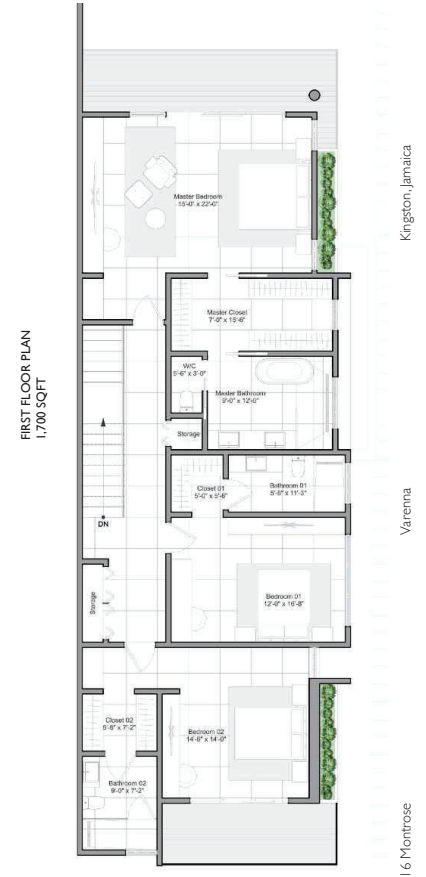 FIRST FLOOR PLAN
1,700 SQFT
Kingston, Jamaica
Varenna
16 Montrose
Master Bedroom
15'-0" x 22'-0"
Master Closet
7'-0" x 15'-6"
W/C
5'-6" x 3'-0"
Master Bathroom
9'-0" x 12'-0"
Storage
Closet 01
5'-0" x 5'-6"
Bathroom 01
5'-6" x 11'-3"
DN
Bedroom 01
12'-0" x 16'-8"
Storage
Closet 02
5'-6" x 7'-2"
Bedroom 02
14'-6" x 14'-0"
Bathroom 02
9'-0" x 7'-2"